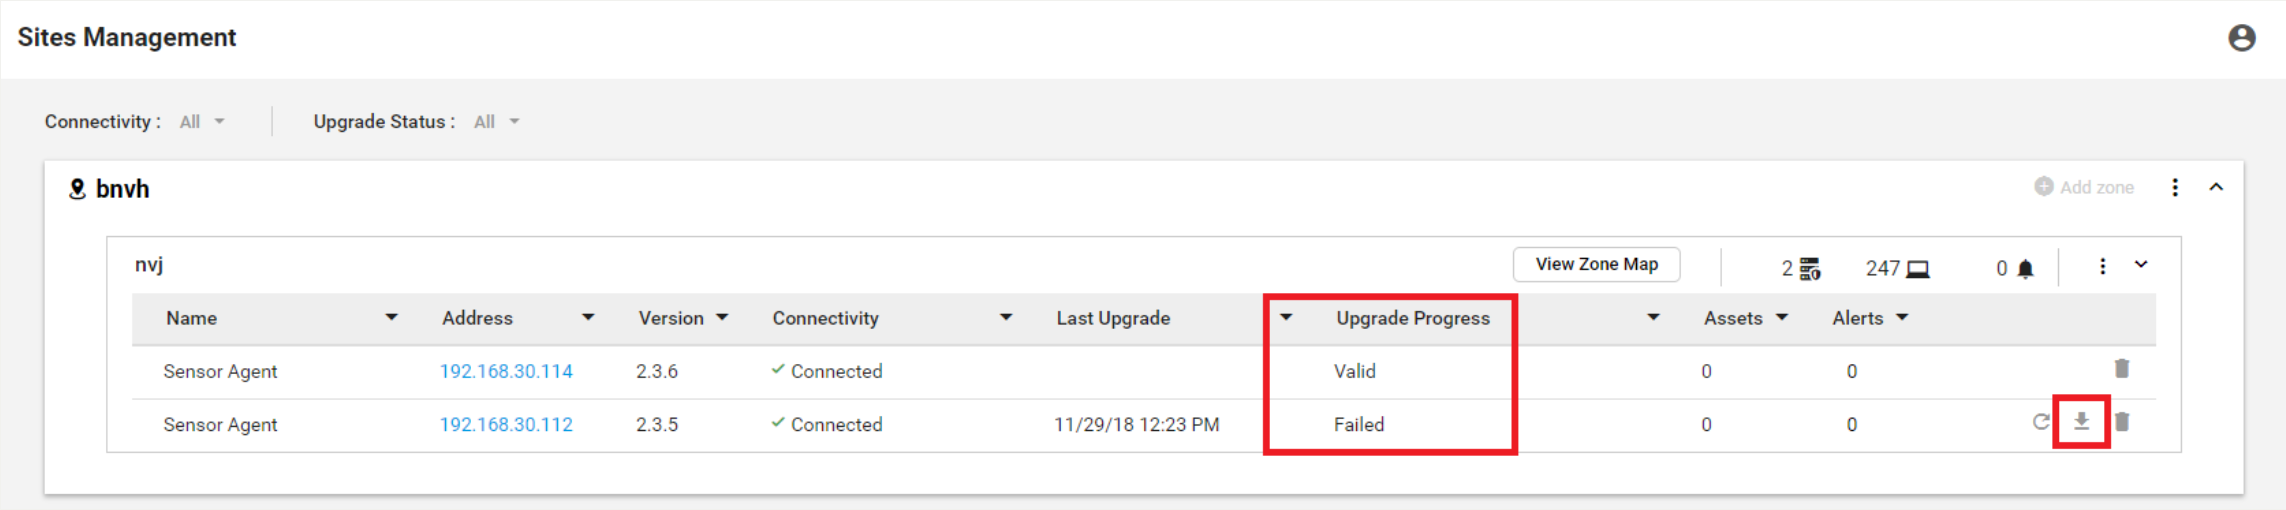 Sites Management
Connectivity : All Upgrade Status : All
bnvh Add zone
nvj View Zone Map 2 247 0
Name Address Version Connectivity Last Upgrade Upgrade Progress Assets Alerts
Sensor Agent 192.168.30.114 2.3.6 Connected Valid 0 0
Sensor Agent 192.168.30.112 2.3.5 Connected 11/29/18 12:23 PM Failed 0 0